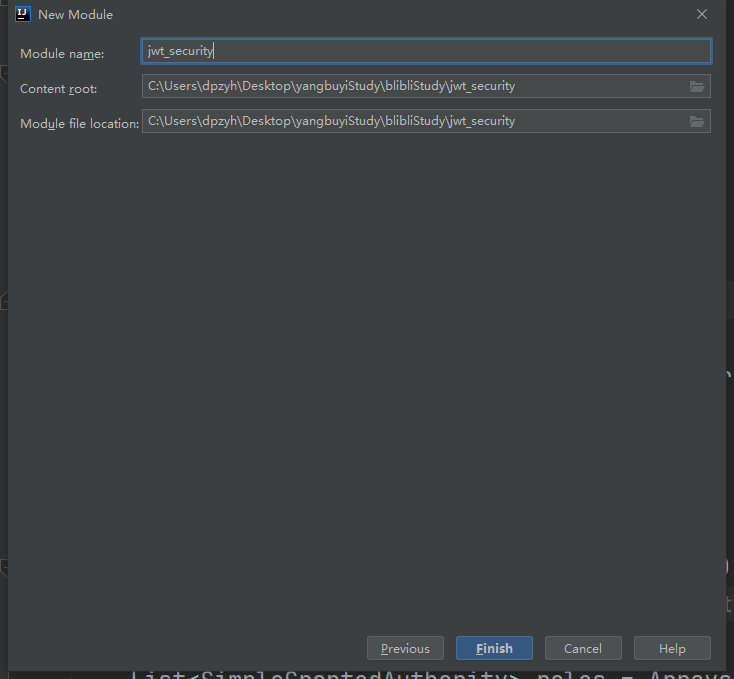 New Module
Module name: jwt_security
Content root: C:\Users\dpzyh\Desktop\yangbuyiStudy\blibliStudy\jwt_security
Module file location: C:\Users\dpzyh\Desktop\yangbuyiStudy\blibliStudy\jwt_security
Previous Finish Cancel Help
List<SimpleGrantedAuthority> roles = Arrays